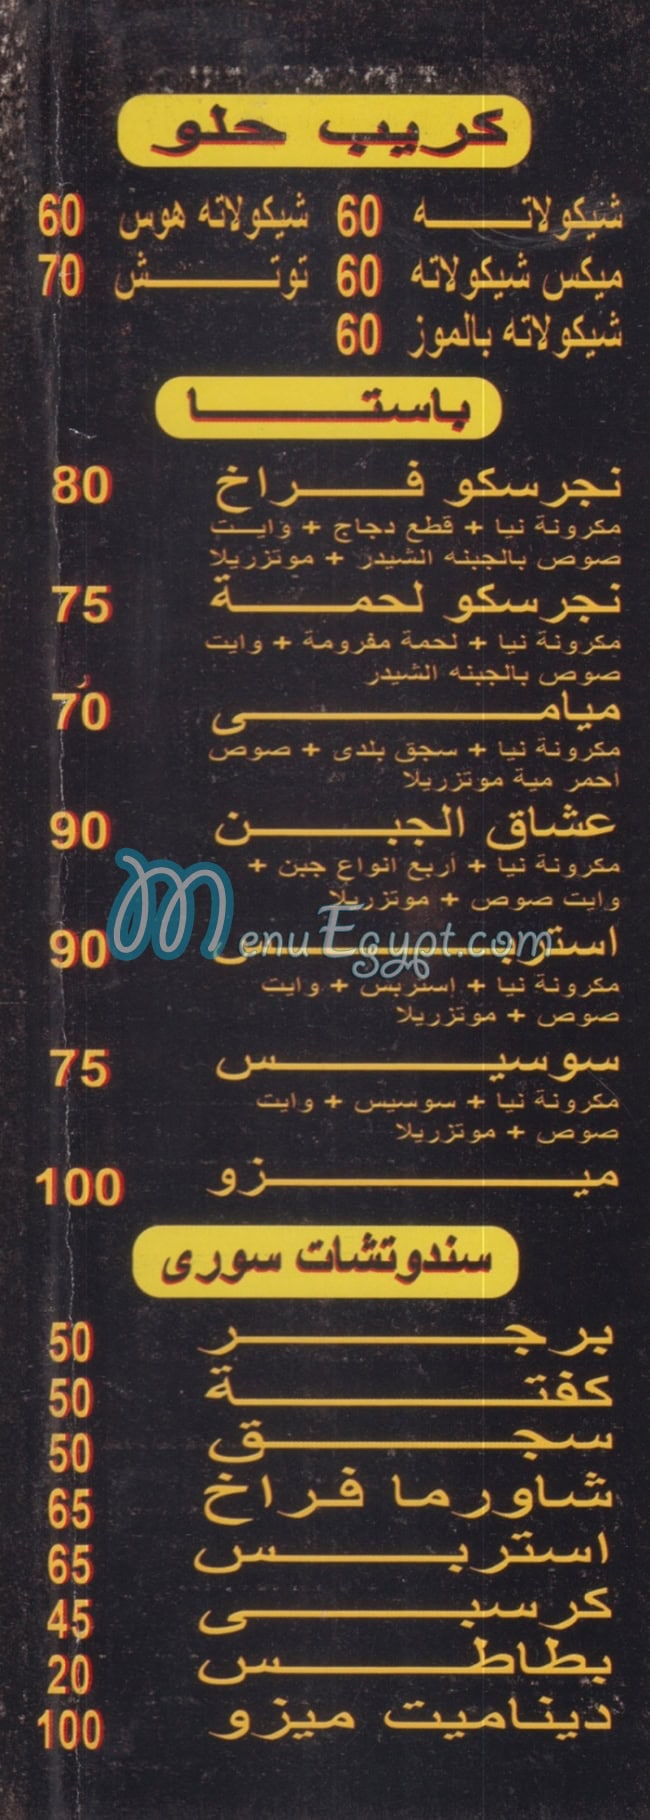 كريب حلو
شيكولاته 60 شيكولاته هوس 60
ميكس شيكولاته 60 توتش 70
شيكولاته بالموز 60
باستا
نجرسكو فراخ 80
مكرونة نيا + قطع دجاج + وايت
صوص بالجبنه الشيدر + موتزريلا
نجرسكو لحمة 75
مكرونة نيا + لحمة مفرومة + وايت
صوص بالجبنه الشيدر
ر
ميامى 70
مكرونة نيا + سجق بلدى + صوص
احمر مية موتزريلا
عشاق الجبن 90
مكرونة نيا + اربع انواع جبن +
وايت صوص + موتزريلا
MenuEgypt.com
استربس 90
مكرونة نيا + استربس + وايت
صوص + موتزريلا
سوسيس 75
مكرونة نيا + سوسيس + وايت
صوص + موتزريلا
ميزو 100
سندوتشات سورى
برجر 50
كفتة 50
سجق 50
شاورما فراخ 65
استربس 65
كرسبى 45
بطاطس 20
ديناميت ميزو 100